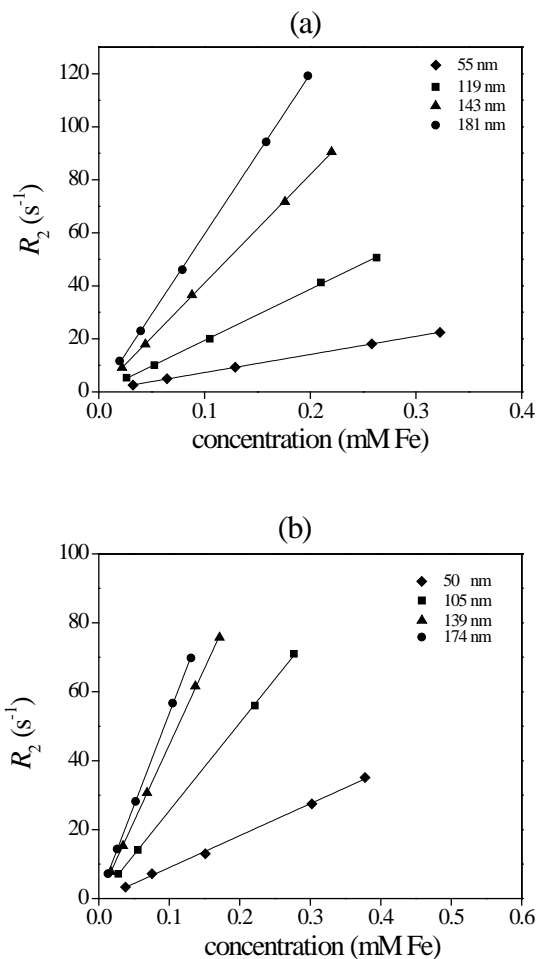 (a)
120
100
80
60
40
20
0
R₂ (s⁻¹)
55 nm
119 nm
143 nm
181 nm
0.0 0.1 0.2 0.3 0.4
concentration (mM Fe)
(b)
100
80
60
40
20
0
R₂ (s⁻¹)
50 nm
105 nm
139 nm
174 nm
0.0 0.1 0.2 0.3 0.4 0.5 0.6
concentration (mM Fe)